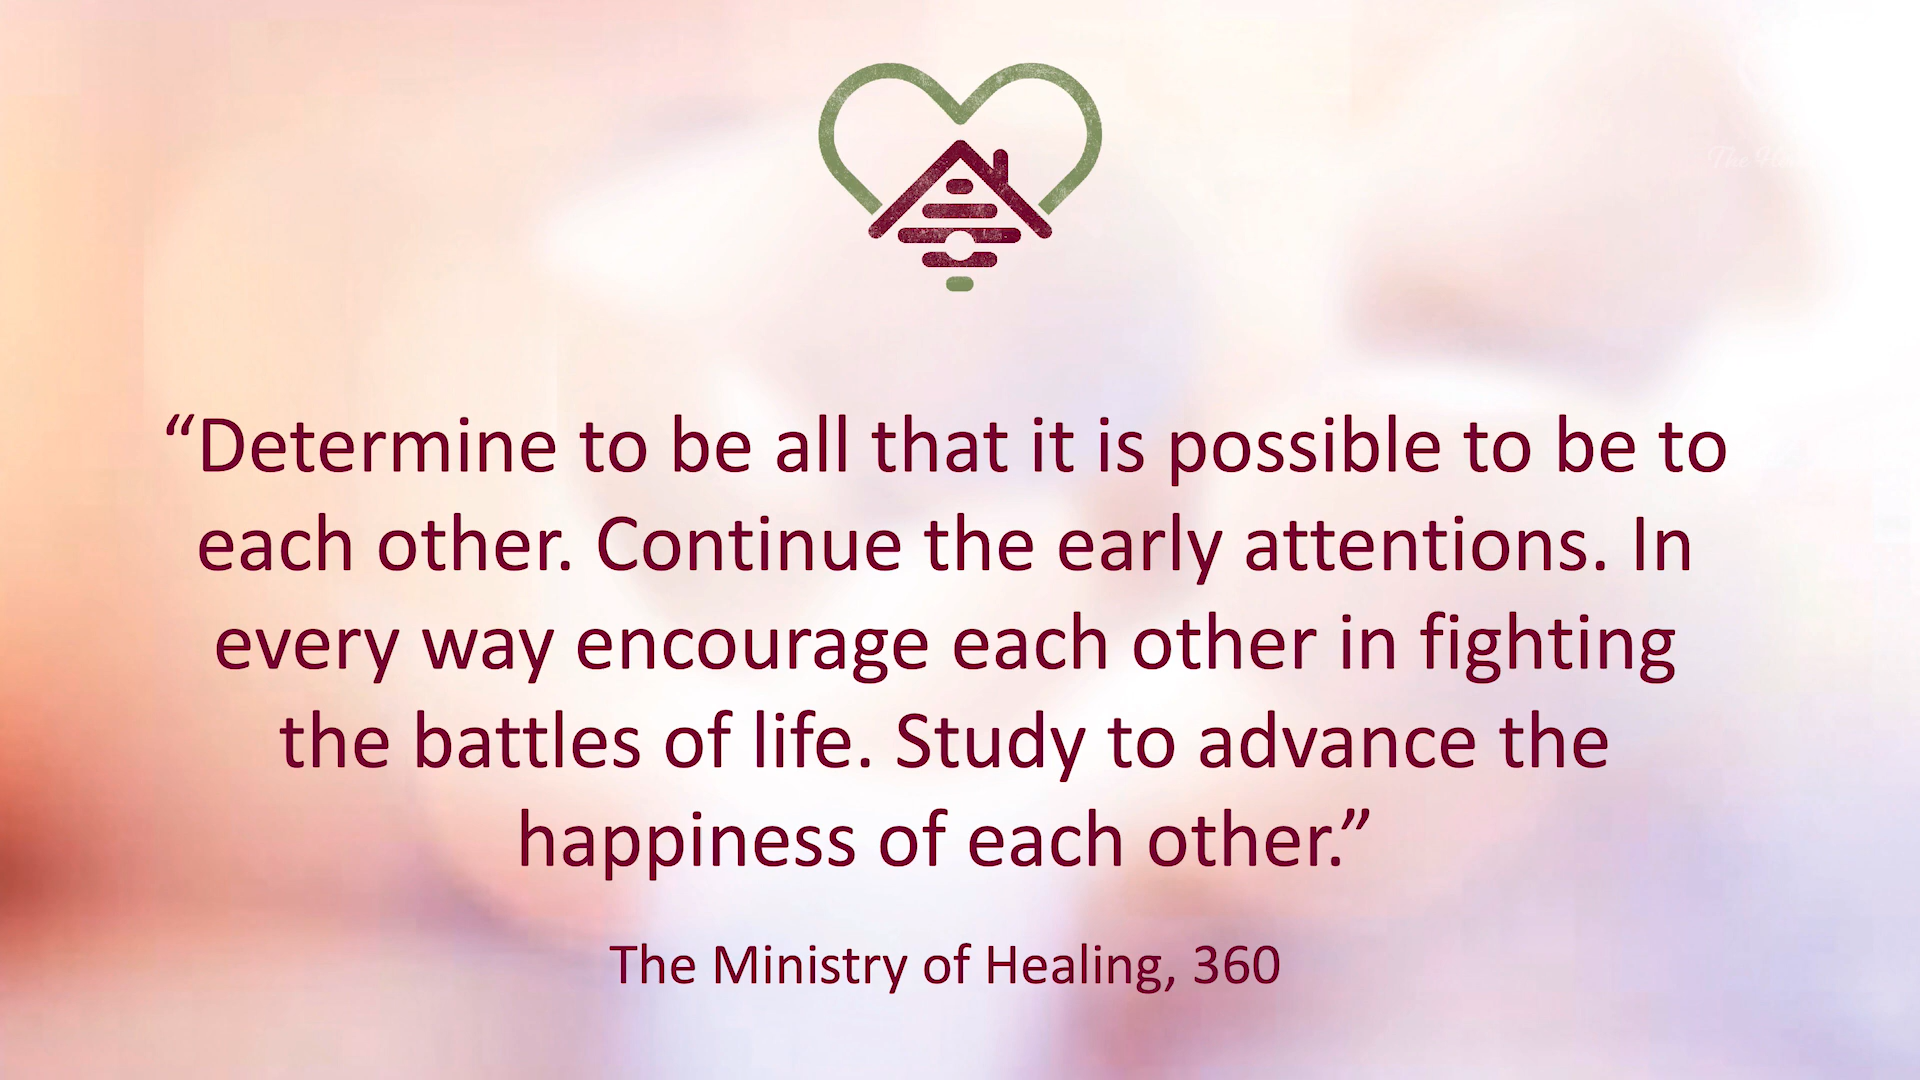 “Determine to be all that it is possible to be to
each other. Continue the early attentions. In
every way encourage each other in fighting
the battles of life. Study to advance the
happiness of each other.”
The Ministry of Healing, 360